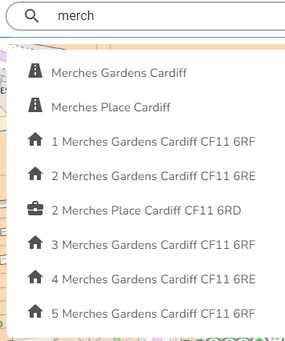 merch
Merches Gardens Cardiff
Merches Place Cardiff
1 Merches Gardens Cardiff CF11 6RF
2 Merches Gardens Cardiff CF11 6RE
2 Merches Place Cardiff CF11 6RD
3 Merches Gardens Cardiff CF11 6RF
4 Merches Gardens Cardiff CF11 6RE
5 Merches Gardens Cardiff CF11 6RF